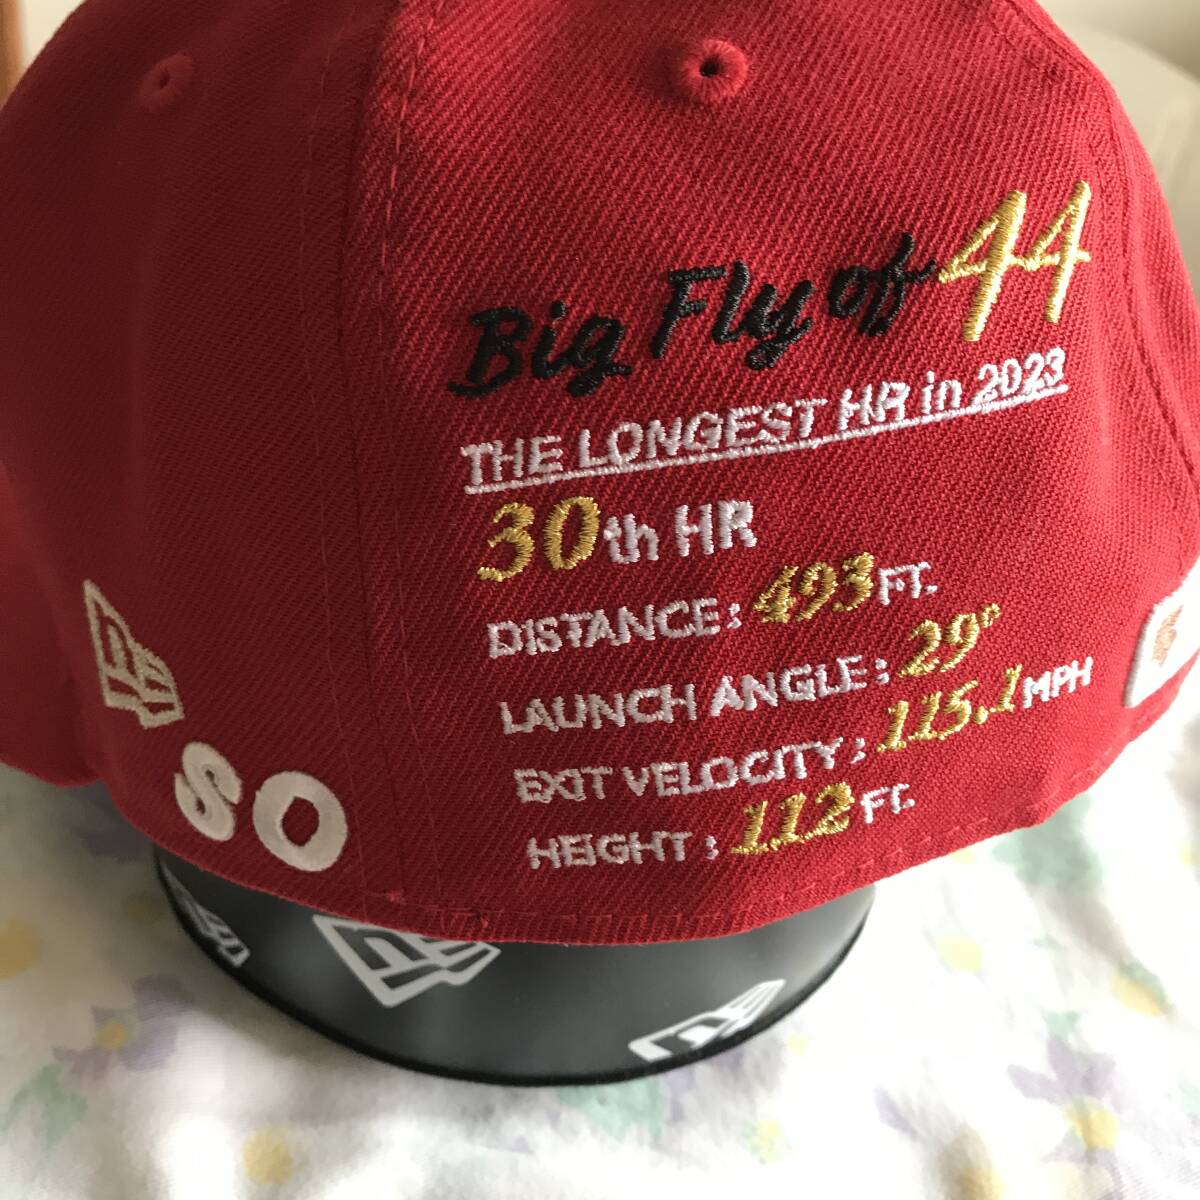 Big Fly of 44
THE LONGEST HR in 2023
30th HR
DISTANCE: 493 FT.
LAUNCH ANGLE: 29°
EXIT VELOCITY: 115.1 MPH
HEIGHT: 112 FT.
SO